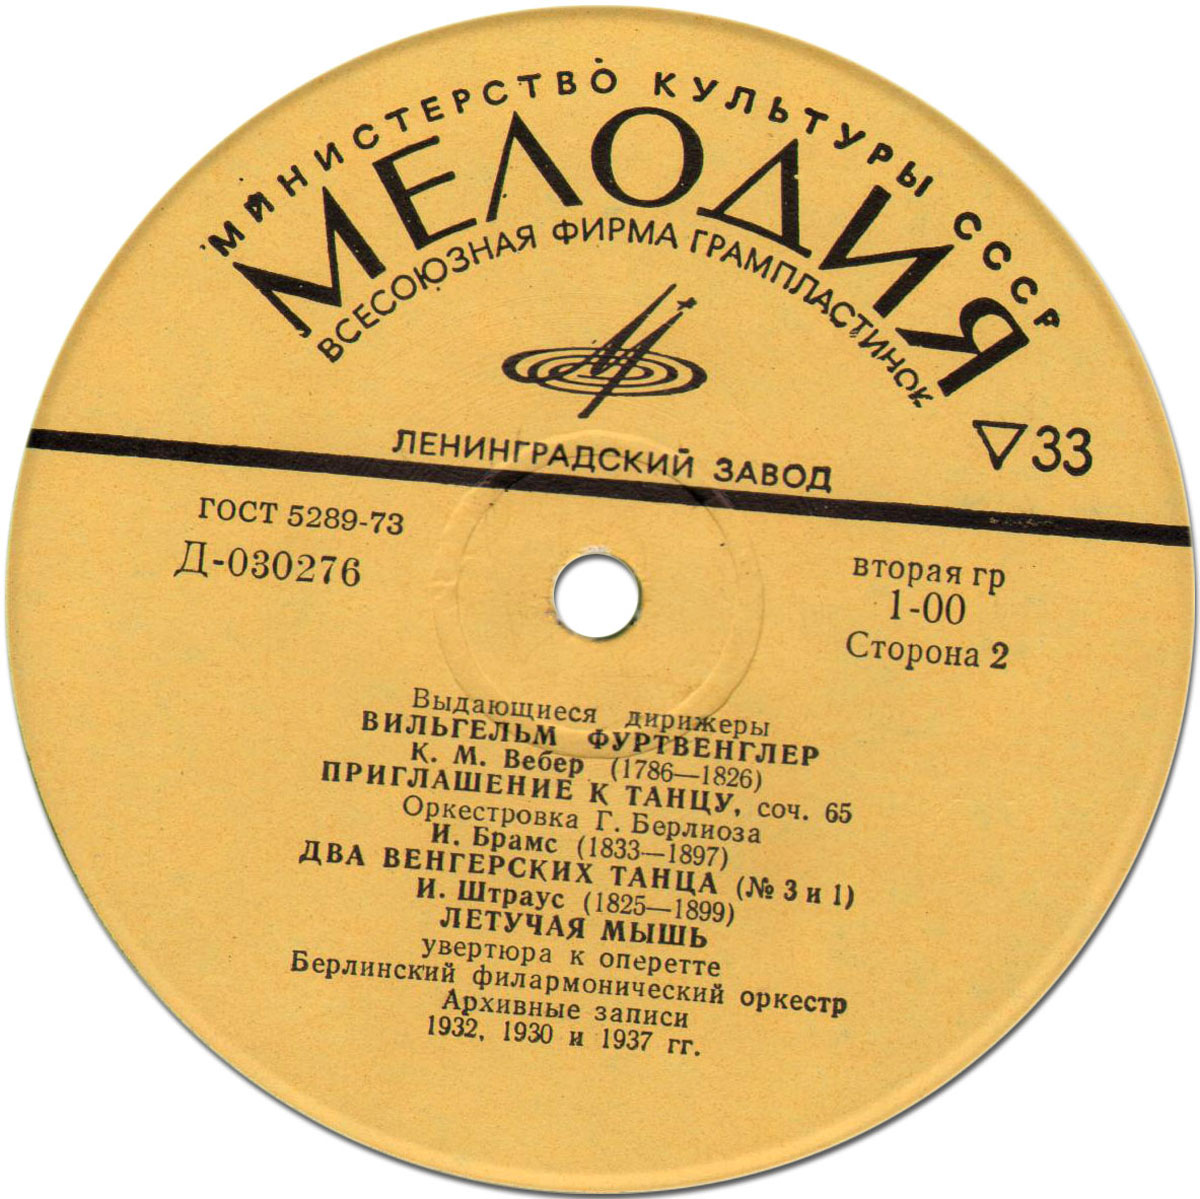 МИНИСТЕРСТВО КУЛЬТУРЫ СССР
МЕЛОДИЯ
ВСЕСОЮЗНАЯ ФИРМА ГРАМПЛАСТИНОК
ЛЕНИНГРАДСКИЙ ЗАВОД
33
ГОСТ 5289-73
Д-030276
вторая гр
1-00
Сторона 2
Выдающиеся дирижеры
ВИЛЬГЕЛЬМ ФУРТВЕНГЛЕР
К. М. Вебер (1786—1826)
ПРИГЛАШЕНИЕ К ТАНЦУ, соч. 65
Оркестровка Г. Берлиоза
И. Брамс (1833—1897)
ДВА ВЕНГЕРСКИХ ТАНЦА (№ 3 и 1)
И. Штраус (1825—1899)
ЛЕТУЧАЯ МЫШЬ
увертюра к оперетте
Берлинский филармонический оркестр
Архивные записи
1932, 1930 и 1937 гг.